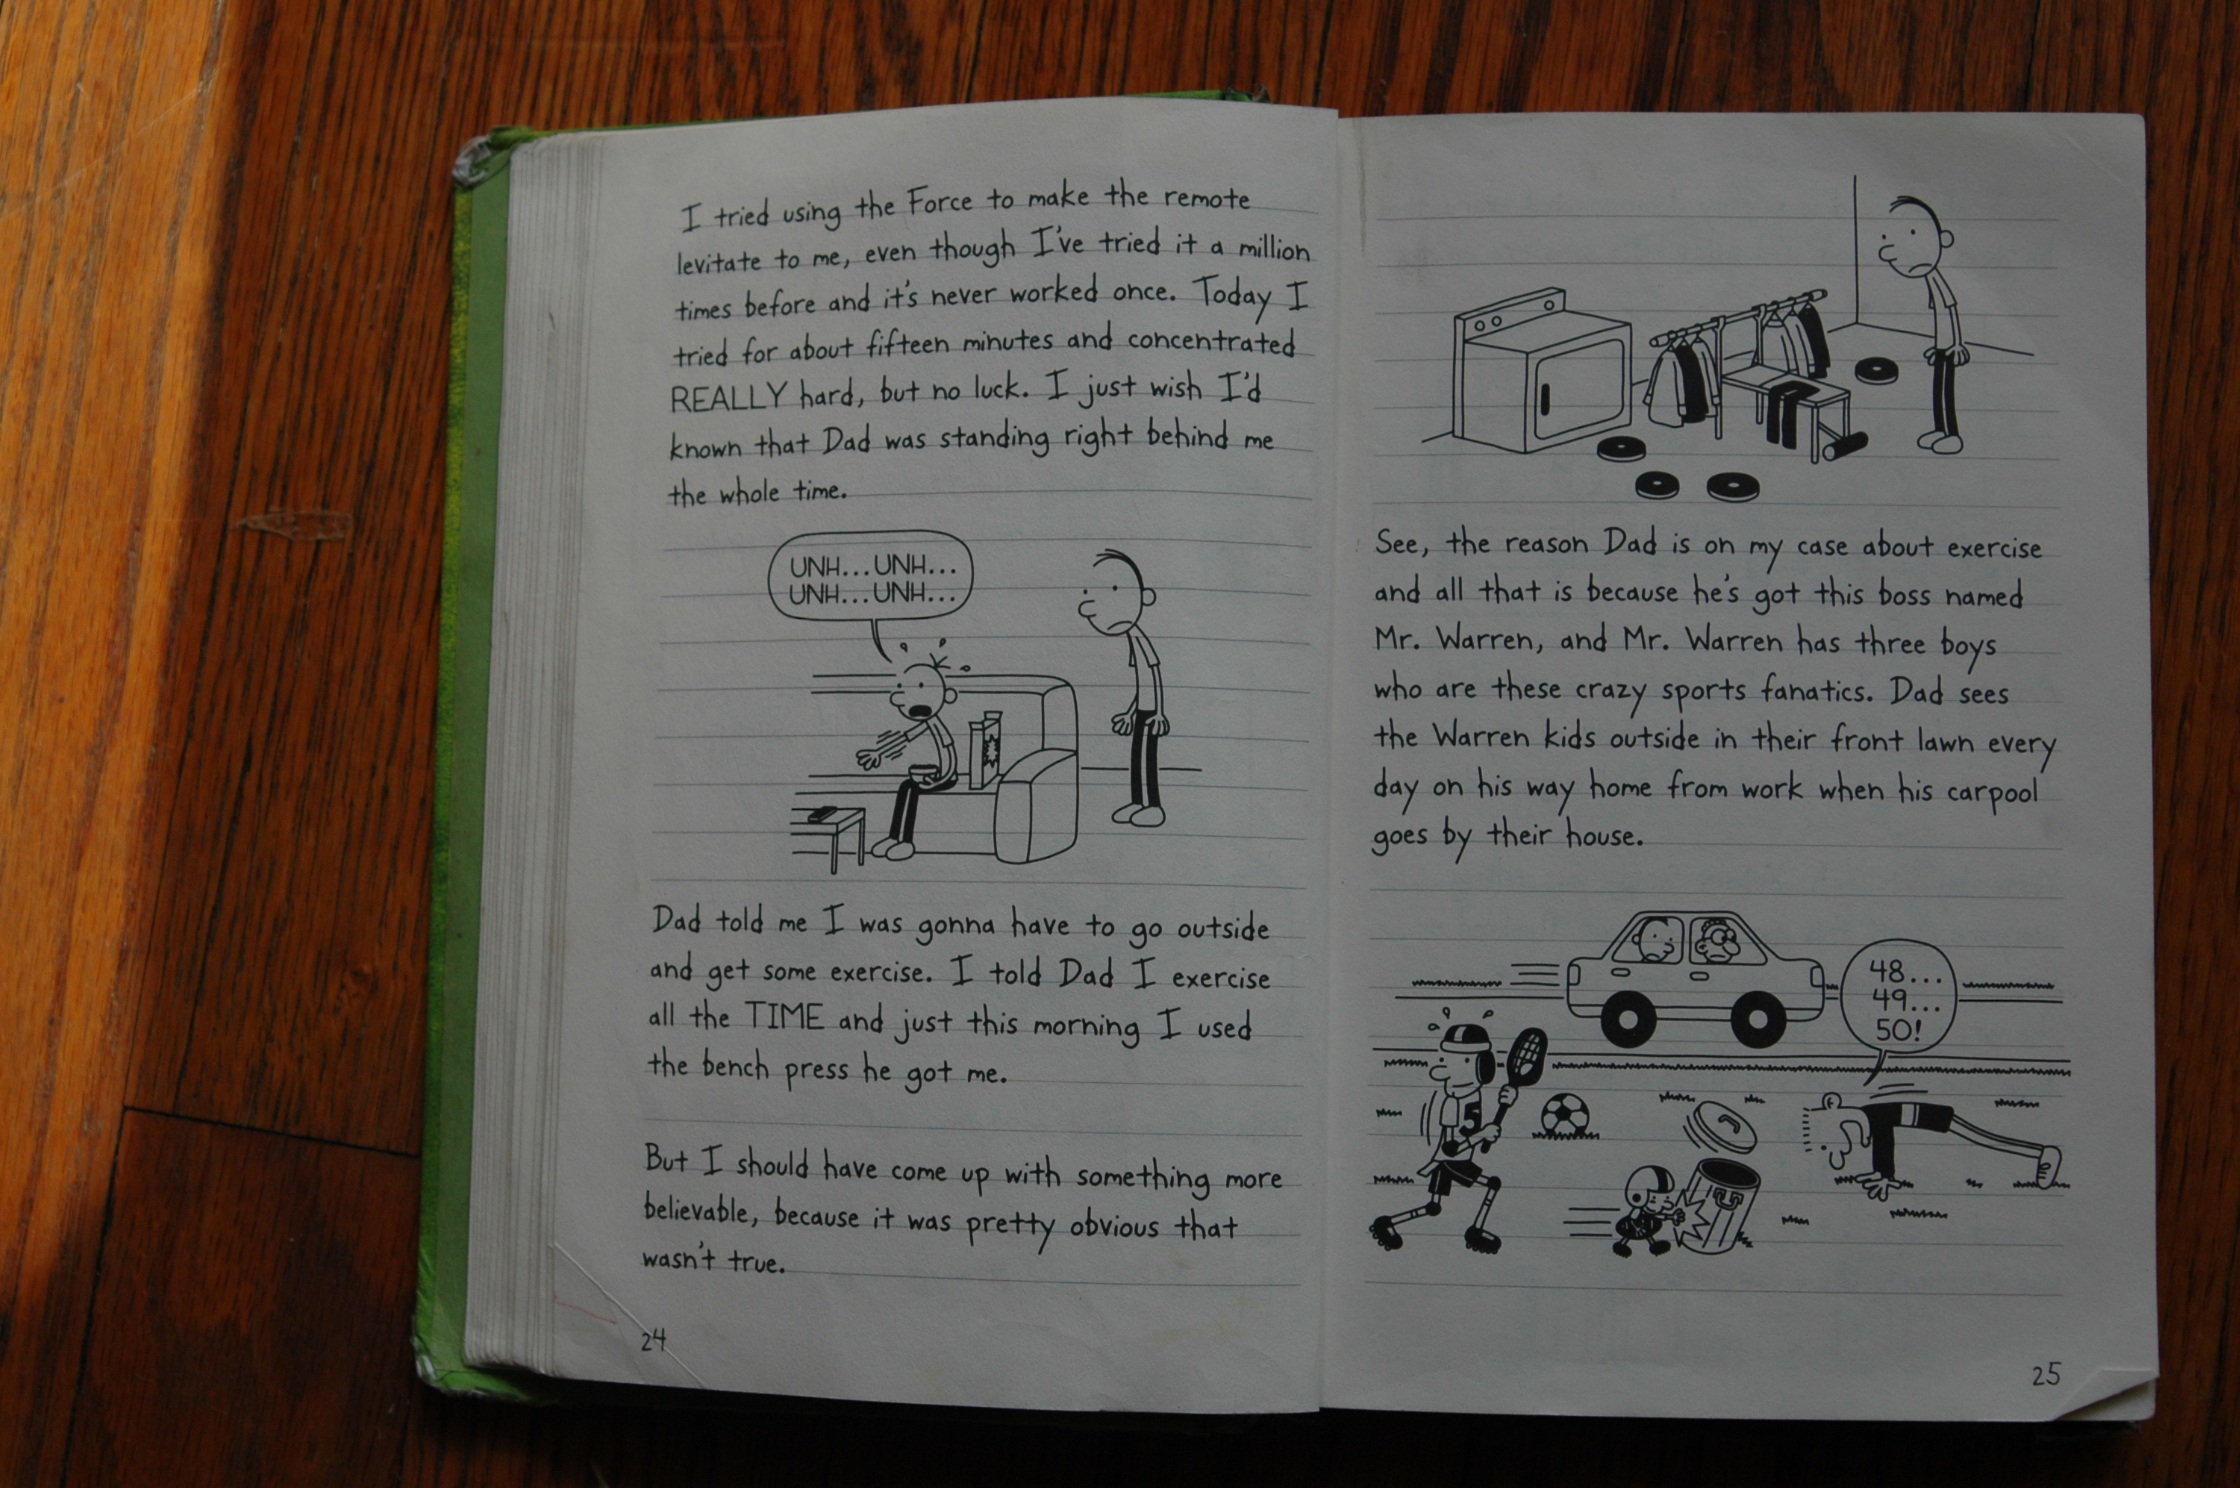 I tried using the Force to make the remote
levitate to me, even though I've tried it a million
times before and it's never worked once. Today I
tried for about fifteen minutes and concentrated
REALLY hard, but no luck. I just wish I'd
known that Dad was standing right behind me
the whole time.
UNH...UNH...
UNH...UNH...
Dad told me I was gonna have to go outside
and get some exercise. I told Dad I exercise
all the TIME and just this morning I used
the bench press he got me.
But I should have come up with something more
believable, because it was pretty obvious that
wasn't true.
24
See, the reason Dad is on my case about exercise
and all that is because he's got this boss named
Mr. Warren, and Mr. Warren has three boys
who are these crazy sports fanatics. Dad sees
the Warren kids outside in their front lawn every
day on his way home from work when his carpool
goes by their house.
48...
49...
50!
15
25